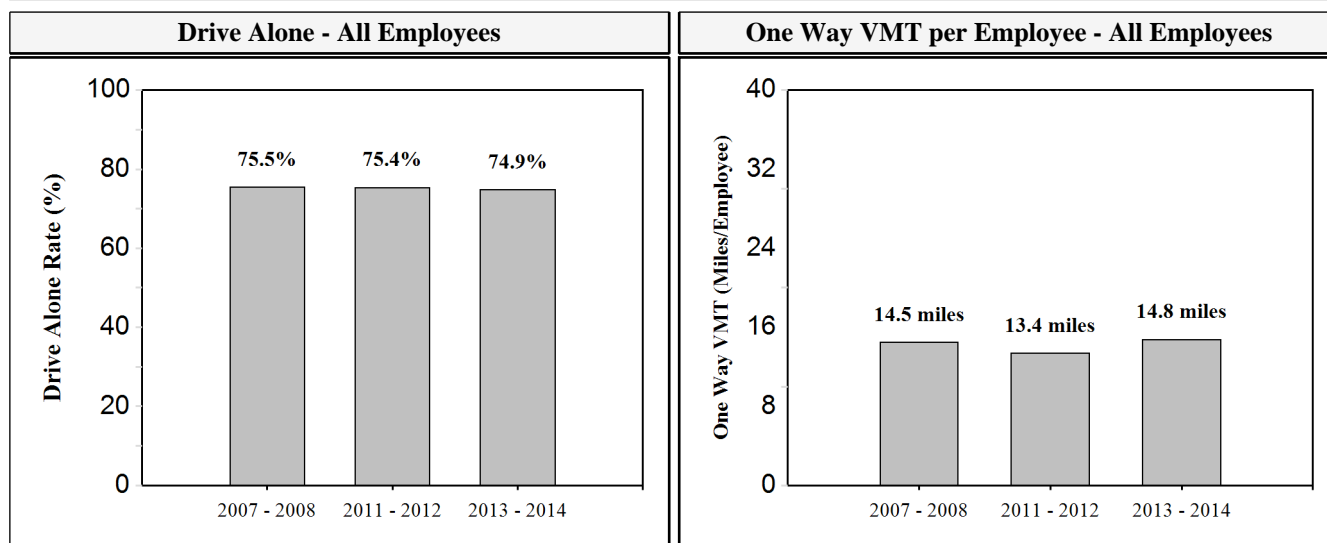 Drive Alone - All Employees
One Way VMT per Employee - All Employees
Drive Alone Rate (%)
100
80
60
40
20
0
75.5%
75.4%
74.9%
2007 - 2008
2011 - 2012
2013 - 2014
One Way VMT (Miles/Employee)
40
32
24
16
8
0
14.5 miles
13.4 miles
14.8 miles
2007 - 2008
2011 - 2012
2013 - 2014